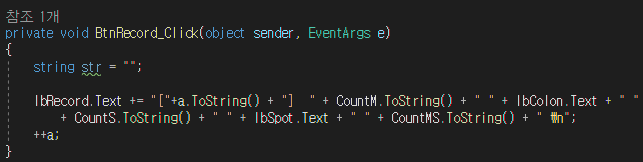 참조 1개
private void BtnRecord_Click(object sender, EventArgs e)
{
string str = "";
lbRecord.Text += "["+a.ToString() + "]  " + CountM.ToString() + " " + lbColon.Text + " "
+ CountS.ToString() + " " + lbSpot.Text + " " + CountMS.ToString() + " ₩n";
++a;
}